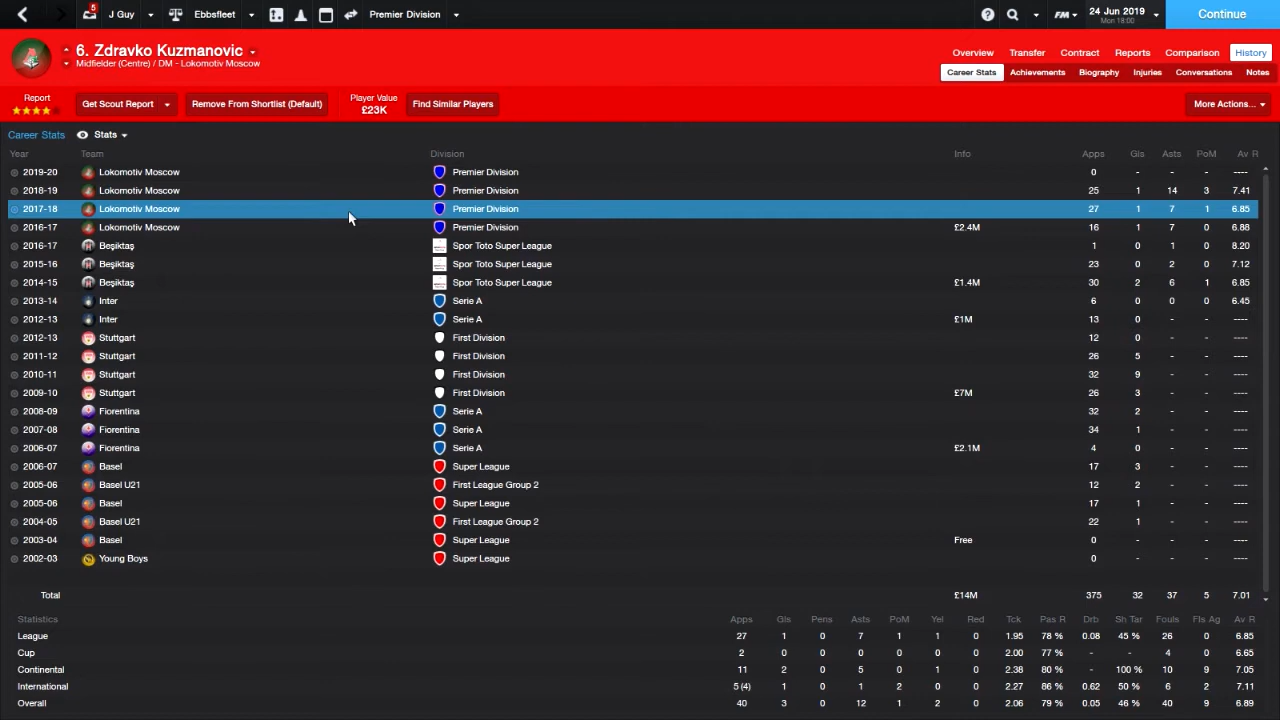 5 J Guy Ebbsfleet Premier Division FM 24 Jun 2019 Mon 18:00 Continue
6. Zdravko Kuzmanovic
Midfielder (Centre) / DM - Lokomotiv Moscow
Overview Transfer Contract Reports Comparison History
Career Stats Achievements Biography Injuries Conversations Notes
Report Get Scout Report Remove From Shortlist (Default) Player Value £23K Find Similar Players More Actions...
Career Stats Stats
Year Team Division Info Apps Gls Asts PoM Av R
2019-20 Lokomotiv Moscow Premier Division 0 - - - ----
2018-19 Lokomotiv Moscow Premier Division 25 1 14 3 7.41
2017-18 Lokomotiv Moscow Premier Division 27 1 7 1 6.85
2016-17 Lokomotiv Moscow Premier Division £2.4M 16 1 7 0 6.88
2016-17 Beşiktaş Spor Toto Super League 1 0 1 0 8.20
2015-16 Beşiktaş Spor Toto Super League 23 0 2 0 7.12
2014-15 Beşiktaş Spor Toto Super League £1.4M 30 2 6 1 6.85
2013-14 Inter Serie A 6 0 0 0 6.45
2012-13 Inter Serie A £1M 13 0 - - ----
2012-13 Stuttgart First Division 12 0 - - ----
2011-12 Stuttgart First Division 26 5 - - ----
2010-11 Stuttgart First Division 32 9 - - ----
2009-10 Stuttgart First Division £7M 26 3 - - ----
2008-09 Fiorentina Serie A 32 2 - - ----
2007-08 Fiorentina Serie A 34 1 - - ----
2006-07 Fiorentina Serie A £2.1M 4 0 - - ----
2006-07 Basel Super League 17 3 - - ----
2005-06 Basel U21 First League Group 2 12 2 - - ----
2005-06 Basel Super League 17 1 - - ----
2004-05 Basel U21 First League Group 2 22 1 - - ----
2003-04 Basel Super League Free 0 - - - ----
2002-03 Young Boys Super League 0 - - - ----
Total £14M 375 32 37 5 7.01
Statistics Apps Gls Pens Asts PoM Yel Red Tck Pas R Drb Sh Tar Fouls Fls Ag Av R
League 27 1 0 7 1 1 0 1.95 78 % 0.08 45 % 26 0 6.85
Cup 2 0 0 0 0 0 0 2.00 77 % - - 4 0 6.65
Continental 11 2 0 5 0 1 0 2.38 80 % - 100 % 10 9 7.05
International 5 (4) 1 0 1 2 0 0 2.27 86 % 0.62 50 % 6 2 7.11
Overall 40 3 0 12 1 2 0 2.06 79 % 0.05 46 % 40 9 6.89